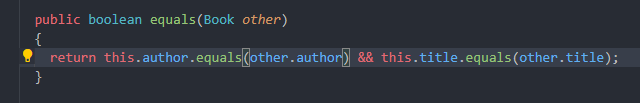 public boolean equals(Book other)
{
return this.author.equals(other.author) && this.title.equals(other.title);
}